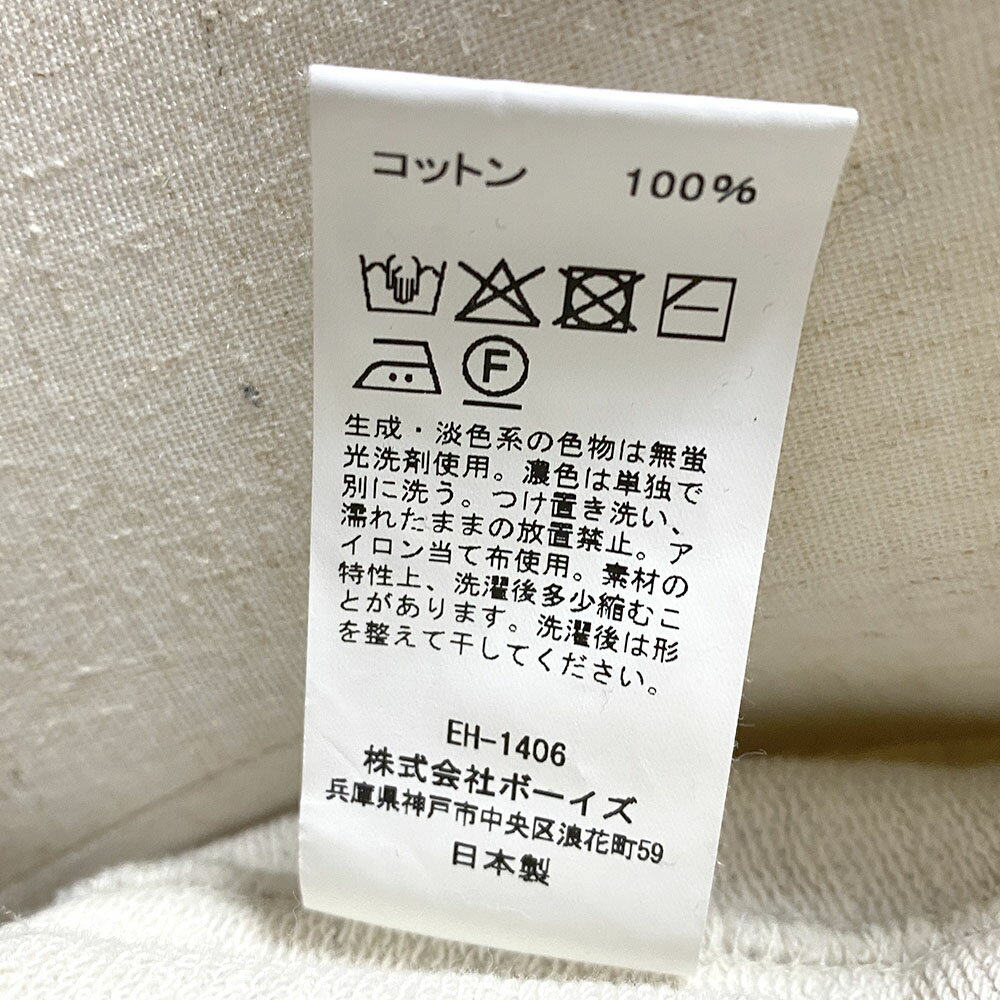 コットン 100%
F
生成・淡色系の色物は無蛍
光洗剤使用。濃色は単独で
別に洗う。つけ置き洗い、
濡れたままの放置禁止。ア
イロン当て布使用。素材の
特性上、洗濯後多少縮むこ
とがあります。洗濯後は形
を整えて干してください。
EH-1406
株式会社ボーイズ
兵庫県神戸市中央区浪花町59
日本製